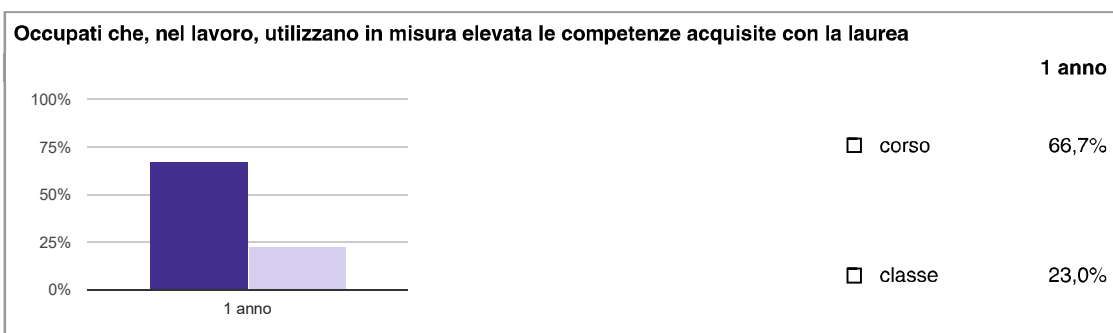 Occupati che, nel lavoro, utilizzano in misura elevata le competenze acquisite con la laurea
1 anno
100%
75%
50%
25%
0%
1 anno
corso 66,7%
classe 23,0%